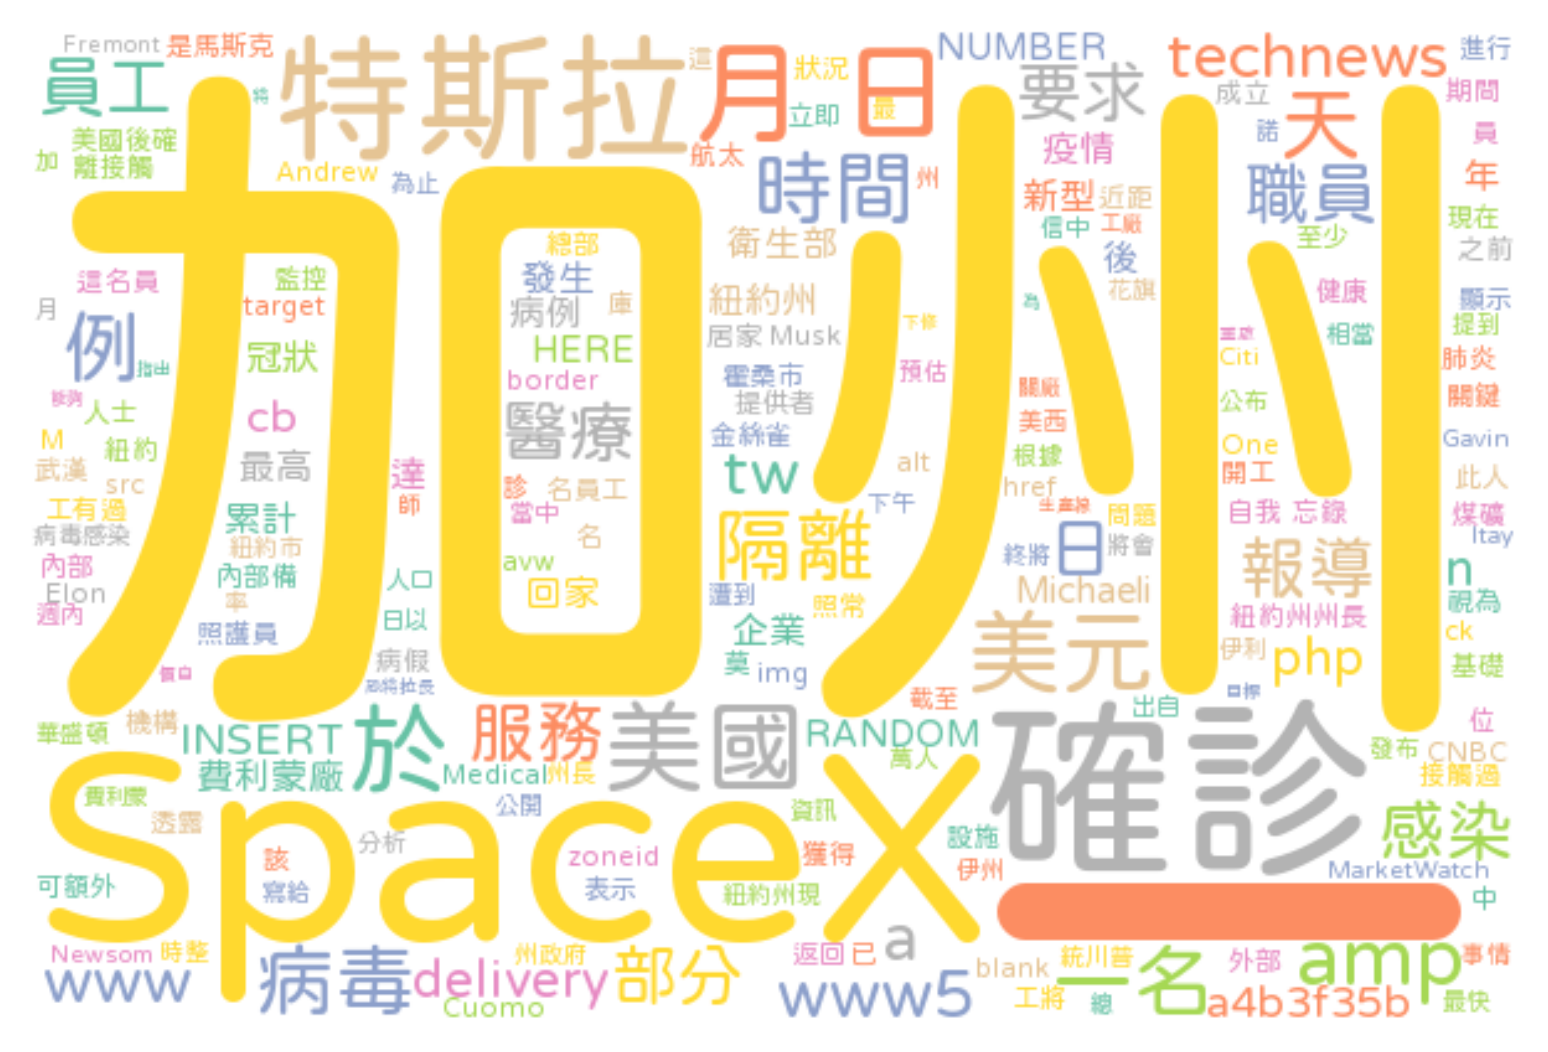 Fremont 是馬斯克
員工
特斯拉
這
月 日
狀況
最
立即
NUMBER
要求
technews
進行
成立
期間
特
美國後確
加 離接觸
Andrew
為止
航太
時間
州
疫情
諾
天
員
職員
年
新型
近距
信中
工廠
至少
現在
之前
加州
總部
衛生部
後
花旗
這名員
監控
發生
健康
顯示
月
target
病例
庫
紐約州
為
提到
例
冠狀
HERE
居家 Musk
下修
相當
指出
border
霍桑市
預估
Citi
肺炎
能夠
人士
cb
醫療
提供者
關廠
公布
關鍵
M
紐約
金絲雀
美西
One
Gavin
武漢
src
最高
達
tw
alt
根據
開工
此人
師
診
名員工
當中
href
工有過
累計
隔離
下午
生產線
問題
自我 忘錄
煤礦
病毒感染
紐約市
名
終將
日
將會
Itay
內部
內部備
avw
報導
n
Elon
率
人口
回家
遭到
照常
Michaeli
視為
週內
日以
企業
紐約州州長
ck
照護員
病假
莫
img
美元
伊利
php
基礎
截至
目標
出自
機構
位
華盛頓
INSERT
於
服務
美國
RANDOM
確診
發布
CNBC
費利蒙廠
Medical
州長
萬人
接觸過
spacex
費利蒙
公開
資訊
透露
分析
設施
感染
該
zoneid
獲得
伊州
MarketWatch
可額外
寫給
表示
紐約州現
中
Newsom
時整
州政府
返回
已
a
統川普
外部
amp
事情
www
病毒
delivery
部分
www5
blank
一名
Cuomo
工將
總
a4b3f35b
最快